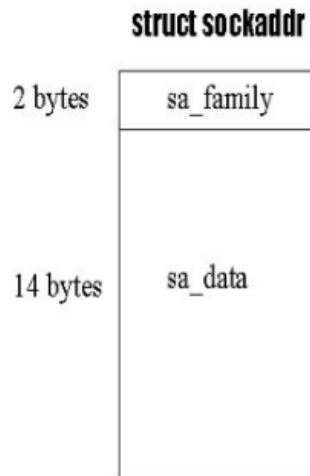 struct sockaddr
2 bytes sa_family
14 bytes sa_data